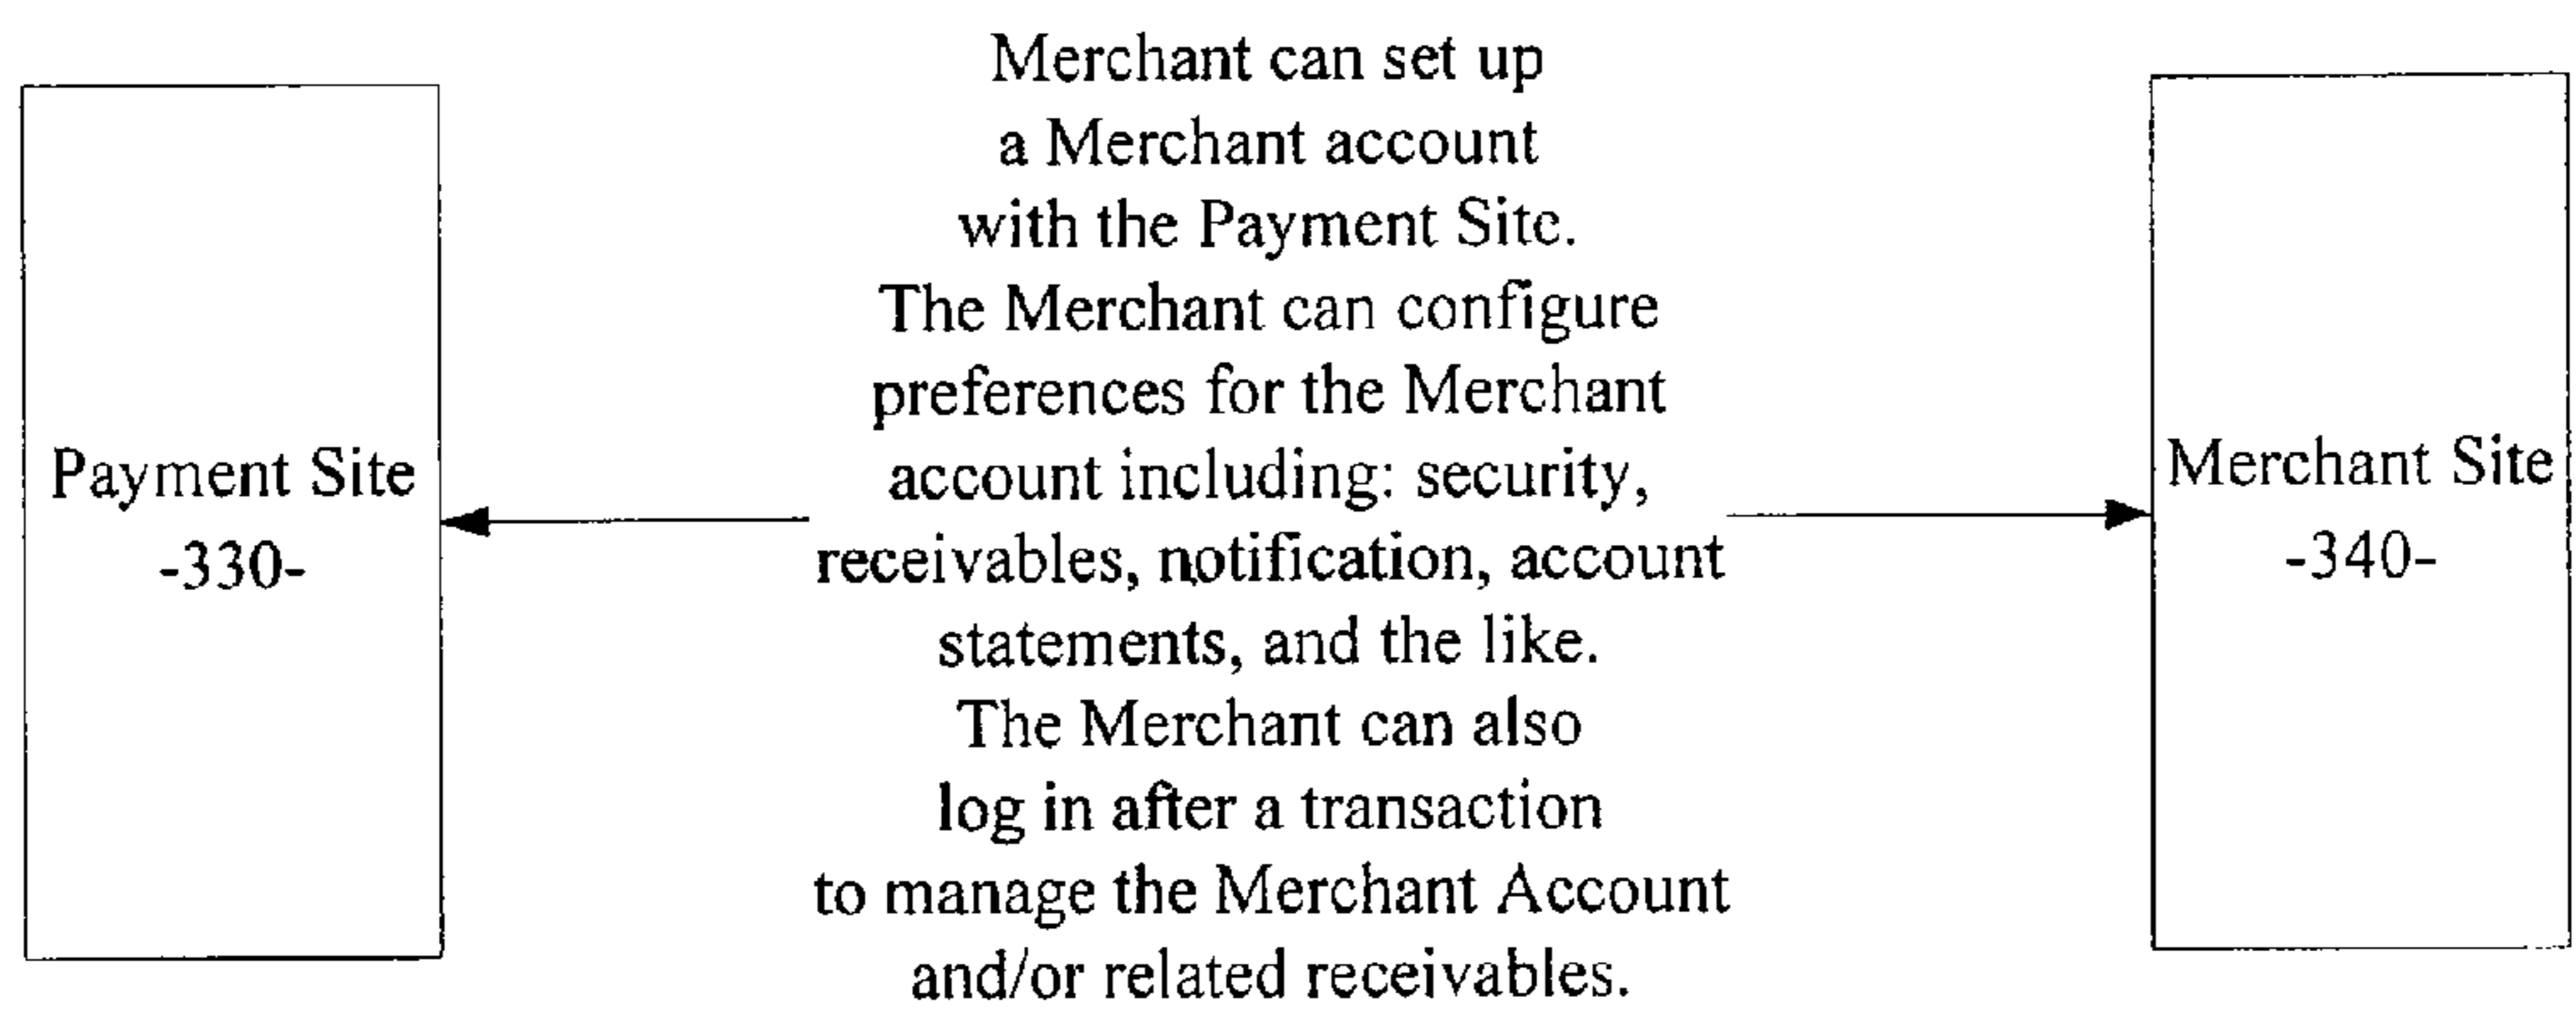 Payment Site
-330-
Merchant can set up
a Merchant account
with the Payment Site.
The Merchant can configure
preferences for the Merchant
account including: security,
receivables, notification, account
statements, and the like.
The Merchant can also
log in after a transaction
to manage the Merchant Account
and/or related receivables.
Merchant Site
-340-